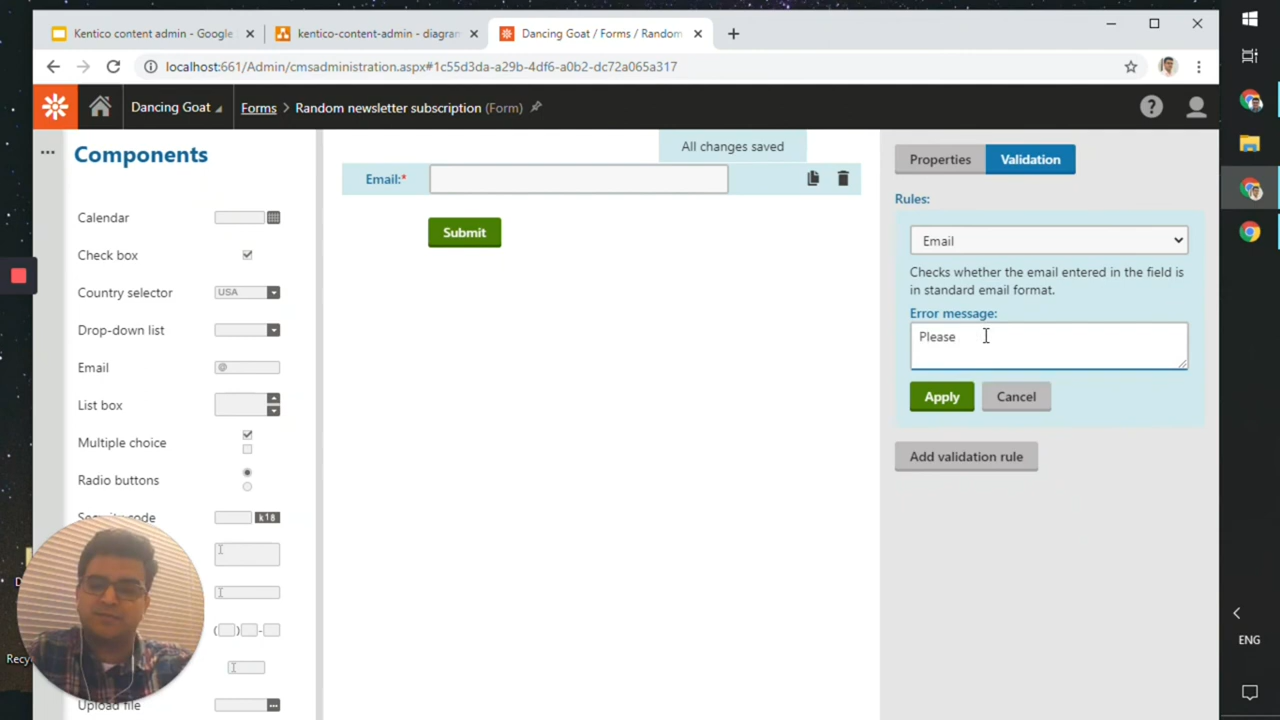 Kentico content admin - Google
kentico-content-admin - diagram
Dancing Goat / Forms / Random
localhost:661/Admin/cmsadministration.aspx#1c55d3da-a29b-4df6-a0b2-dc72a065a317
Dancing Goat
Forms > Random newsletter subscription (Form)
Components
All changes saved
Properties
Validation
Email:*
Submit
Rules:
Email
Checks whether the email entered in the field is
in standard email format.
Error message:
Please
Apply
Cancel
Add validation rule
Calendar
Check box
Country selector
USA
Drop-down list
Email
@
List box
Multiple choice
Radio buttons
Security code
k18
( ) -
Upload file
ENG